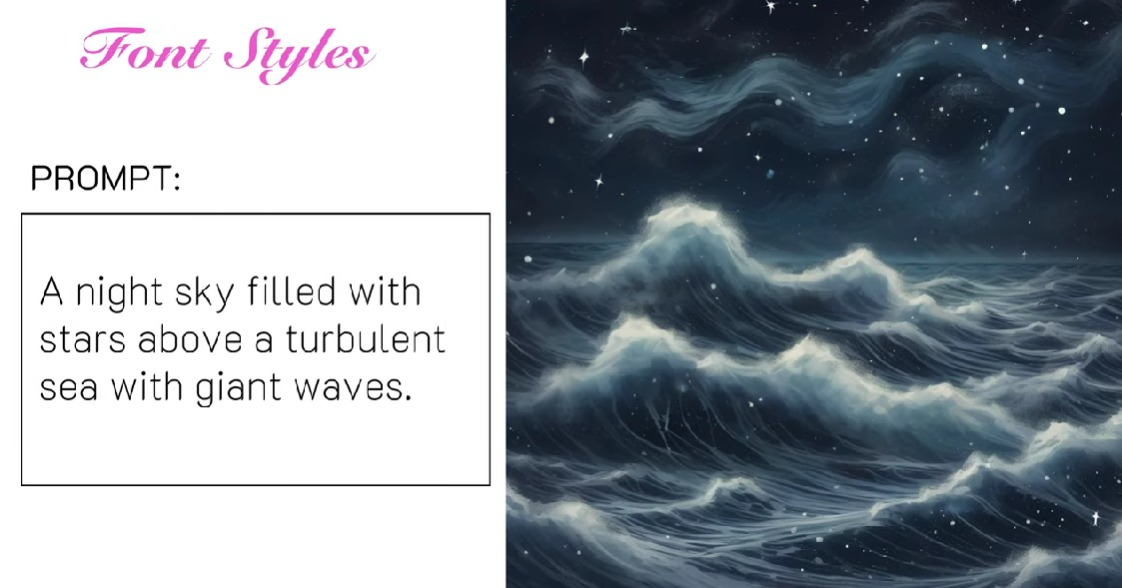 Font Styles
PROMPT:
A night sky filled with
stars above a turbulent
sea with giant waves.